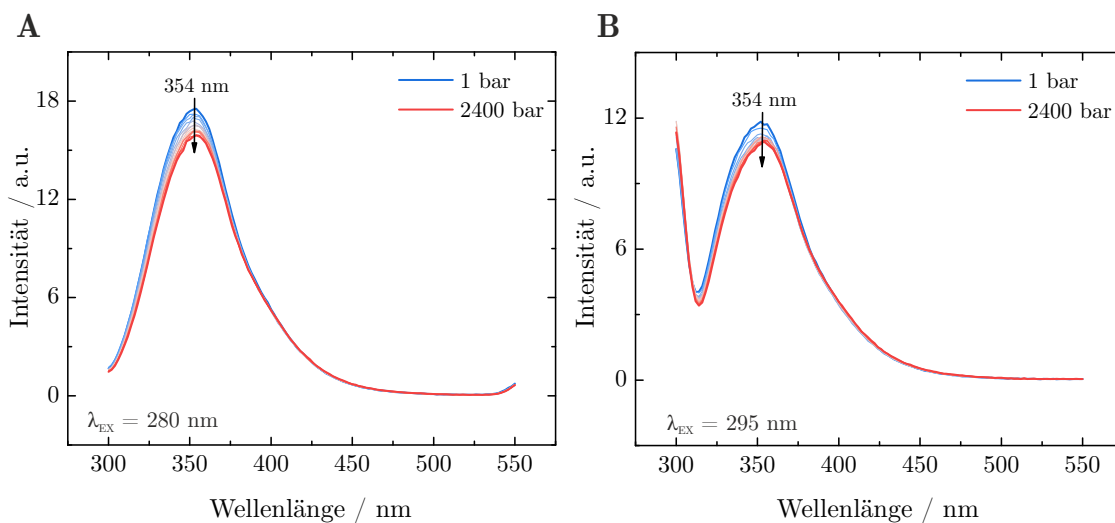 A
354 nm
1 bar
2400 bar
18
12
6
0
Intensität / a.u.
λEX = 280 nm
300 350 400 450 500 550
Wellenlänge / nm
B
354 nm
1 bar
2400 bar
12
6
0
Intensität / a.u.
λEX = 295 nm
300 350 400 450 500 550
Wellenlänge / nm